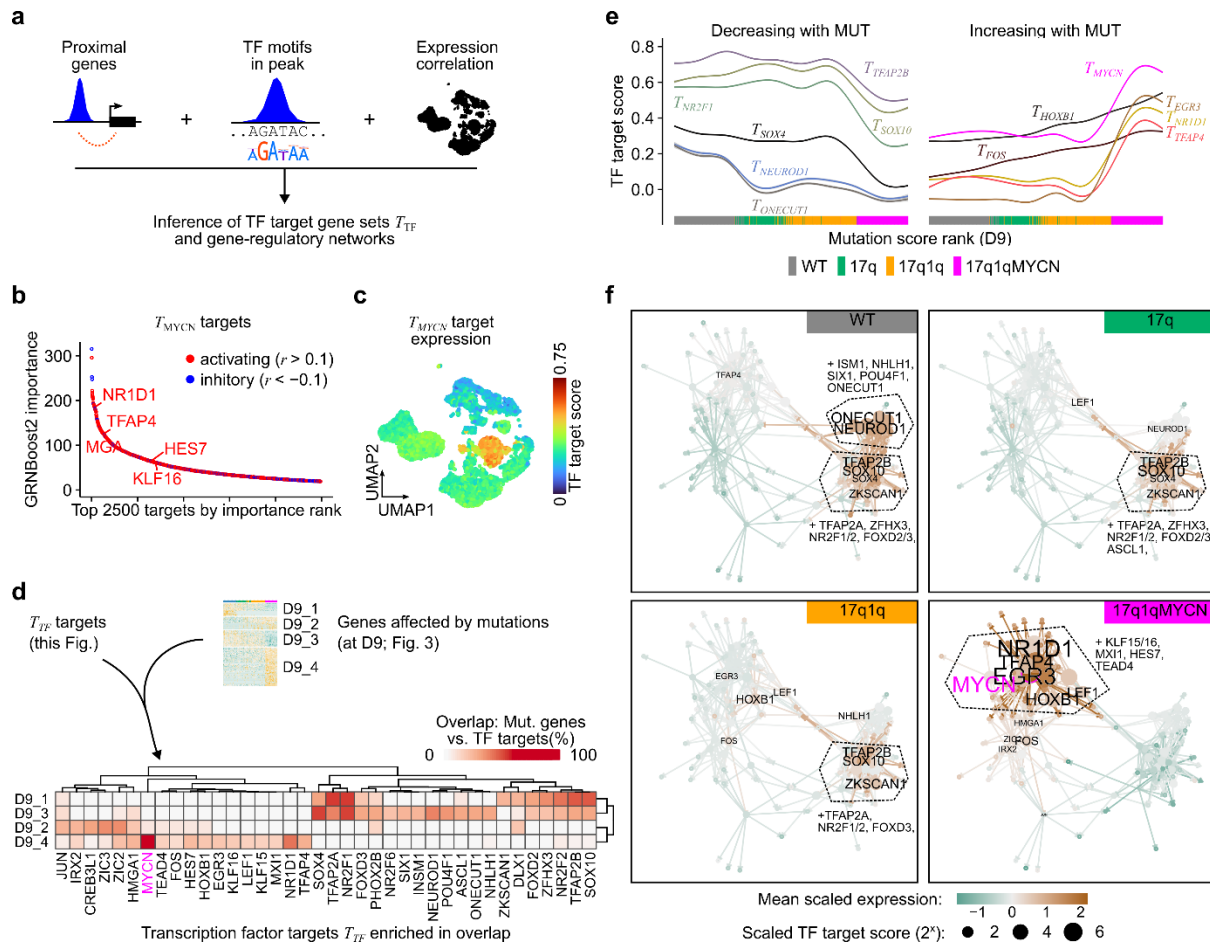 a
Proximal
genes
+
TF motifs
in peak
..AGATAC..
AGATAA
+
Expression
correlation
Inference of TF target gene sets T_TF
and gene-regulatory networks
b
T_MYCN targets
GRNBoost2 importance
300
200
100
0
activating (r > 0.1)
inhitory (r < −0.1)
NR1D1
TFAP4
MGA
HES7
KLF16
Top 2500 targets by importance rank
c
T_MYCN target
expression
UMAP2
UMAP1
0
0.75
TF target score
d
T_TF targets
(this Fig.)
D9_1
D9_2
D9_3
D9_4
Genes affected by mutations
(at D9; Fig. 3)
Overlap: Mut. genes
vs. TF targets(%)
0
100
D9_1
D9_3
D9_2
D9_4
JUN
IRX2
CREB3L1
ZIC3
ZIC2
HMGA1
MYCN
TEAD4
FOS
HES7
HOXB1
EGR3
KLF16
LEF1
KLF15
MXI1
NR1D1
TFAP4
SOX4
TFAP2A
NR2F1
FOXD3
PHOX2B
NR2F6
SIX1
INSM1
NEUROD1
POU4F1
ASCL1
ONECUT1
NHLH1
ZKSCAN1
DLX1
FOXD2
ZFHX3
NR2F2
TFAP2B
SOX10
Transcription factor targets T_TF enriched in overlap
e
Decreasing with MUT
Increasing with MUT
TF target score
0.8
0.6
0.4
0.2
0.0
T_TFAP2B
T_NR2F1
T_SOX10
T_SOX4
T_NEUROD1
T_ONECUT1
T_MYCN
T_EGR3
T_HOXB1
T_NR1D1
T_TFAP4
T_FOS
Mutation score rank (D9)
WT
17q
17q1q
17q1qMYCN
f
WT
TFAP4
+ ISM1, NHLH1,
SIX1, POU4F1,
ONECUT1
ONECUT1
NEUROD1
TFAP2B
SOX10
SOX4
ZKSCAN1
+ TFAP2A, ZFHX3,
NR2F1/2, FOXD2/3,
17q
LEF1
NEUROD1
TFAP2B
SOX10
SOX4
ZKSCAN1
+ TFAP2A, ZFHX3,
NR2F1/2, FOXD2/3,
ASCL1,
17q1q
EGR3
LEF1
HOXB1
FOS
NHLH1
TFAP2B
SOX10
ZKSCAN1
+TFAP2A,
NR2F1/2, FOXD3,
17q1qMYCN
+ KLF15/16,
MXI1, HES7,
TEAD4
NR1D1
TFAP4
EGR3
MYCN
LEF1
HOXB1
HMGA1
FOS
IRX2
Mean scaled expression:
−1
0
1
2
Scaled TF target score (2^x):
2
4
6